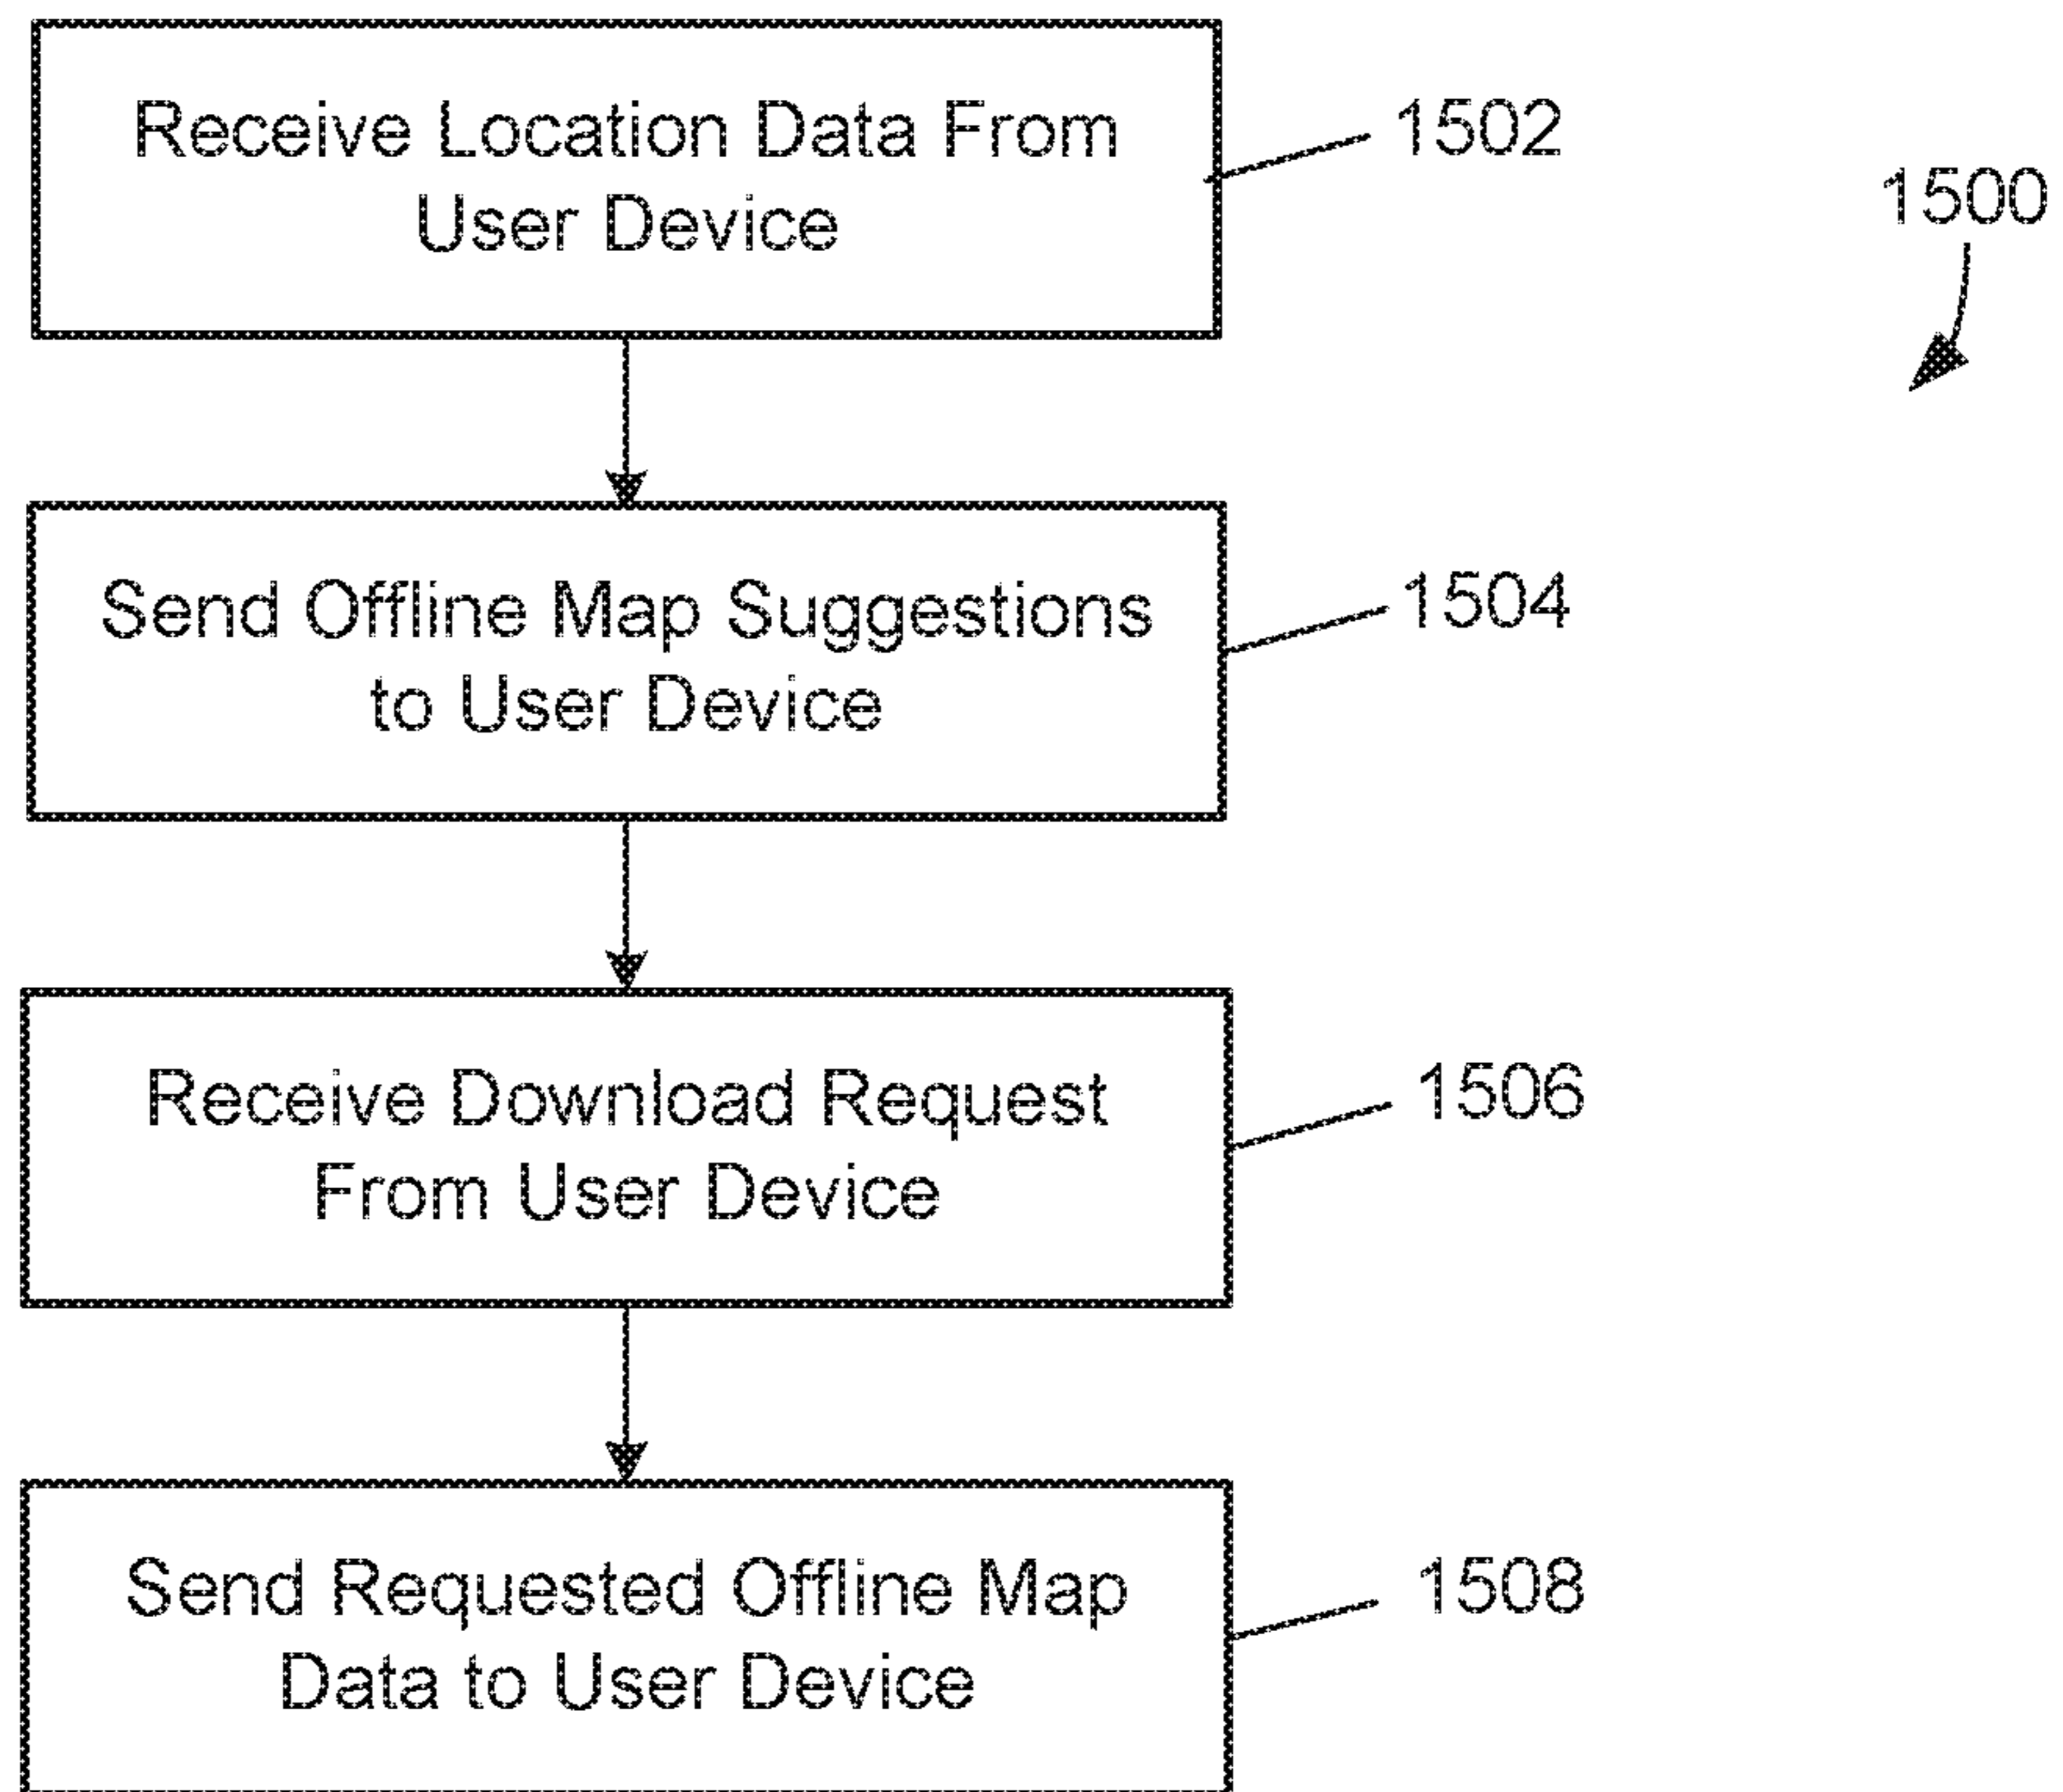 Receive Location Data From
User Device
1502
1500
Send Offline Map Suggestions
to User Device
1504
Receive Download Request
From User Device
1506
Send Requested Offline Map
Data to User Device
1508